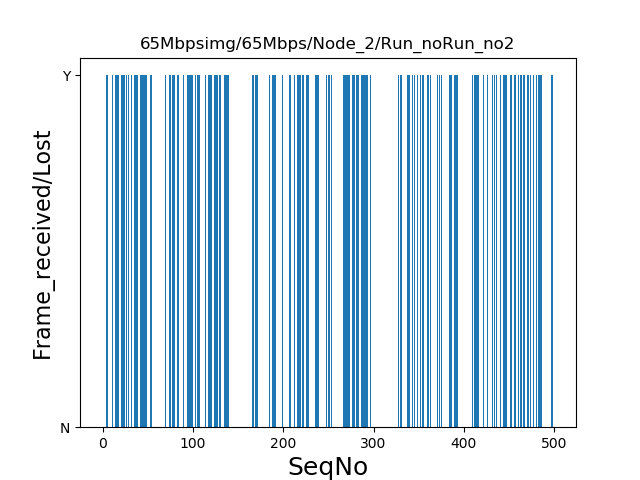 65Mbpsimg/65Mbps/Node_2/Run_noRun_no2
Y
Frame_received/Lost
N
0 100 200 300 400 500
SeqNo